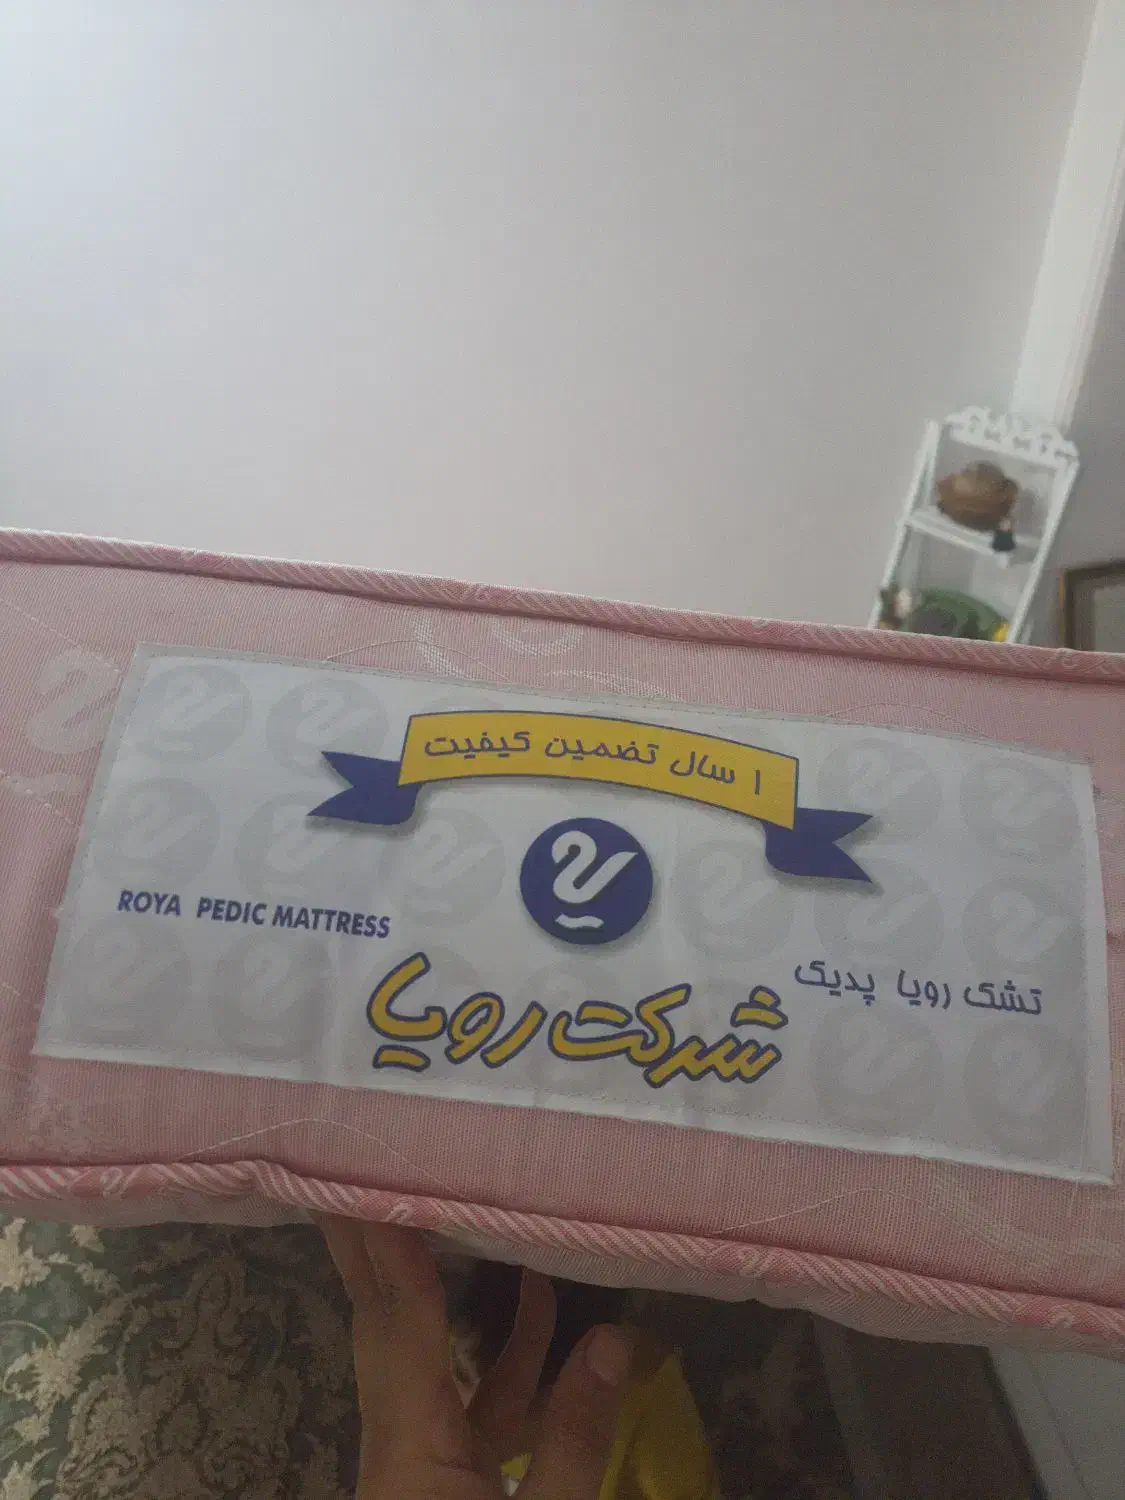 ۱ سال تضمین کیفیت
ROYA PEDIC MATTRESS
تشک رویا پدیک
شرکت رویا